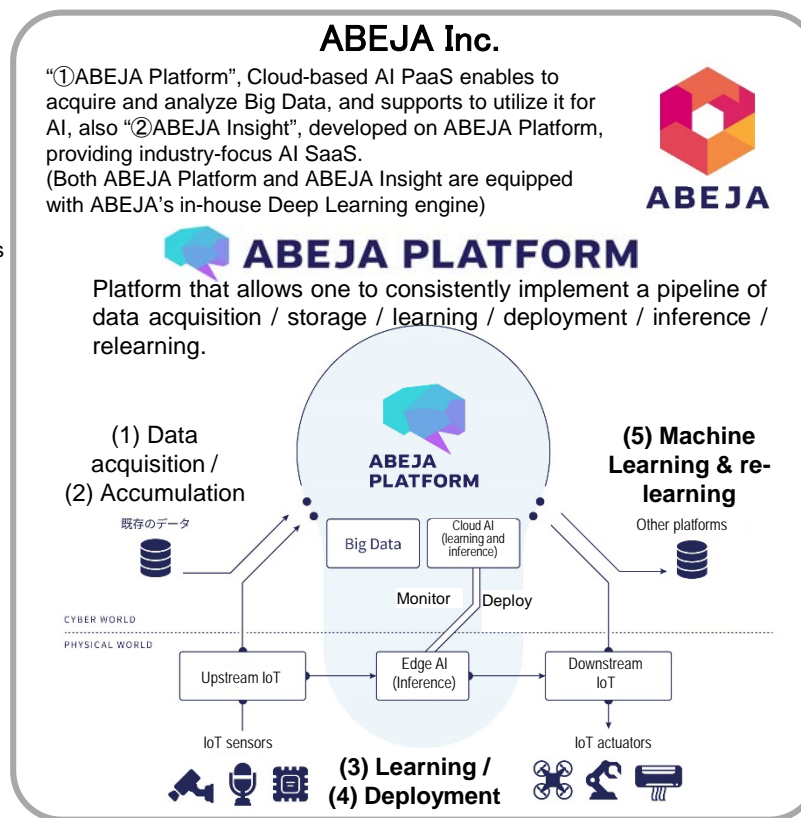 ABEJA Inc.
“①ABEJA Platform”, Cloud-based AI PaaS enables to
acquire and analyze Big Data, and supports to utilize it for
AI, also “②ABEJA Insight”, developed on ABEJA Platform,
providing industry-focus AI SaaS.
(Both ABEJA Platform and ABEJA Insight are equipped
with ABEJA’s in-house Deep Learning engine)
ABEJA
s
ABEJA PLATFORM
Platform that allows one to consistently implement a pipeline of
data acquisition / storage / learning / deployment / inference /
relearning.
ABEJA
PLATFORM
(1) Data
acquisition /
(2) Accumulation
(5) Machine
Learning & re-
learning
既存のデータ
Other platforms
Big Data
Cloud AI
(learning and
inference)
Monitor
Deploy
CYBER WORLD
PHYSICAL WORLD
Upstream IoT
Edge AI
(Inference)
Downstream
IoT
IoT sensors
IoT actuators
(3) Learning /
(4) Deployment